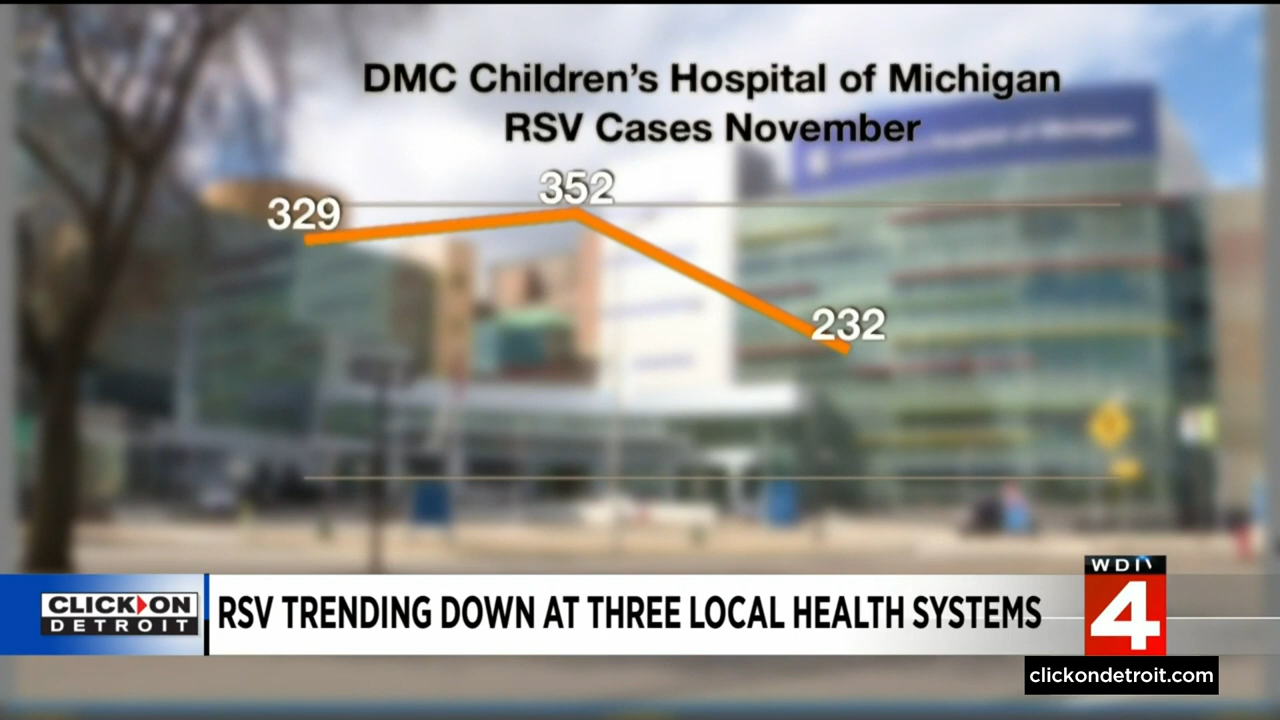 DMC Children's Hospital of Michigan
RSV Cases November
329
352
232
CLICK ON
DETROIT
RSV TRENDING DOWN AT THREE LOCAL HEALTH SYSTEMS
WDIV
4
clickondetroit.com